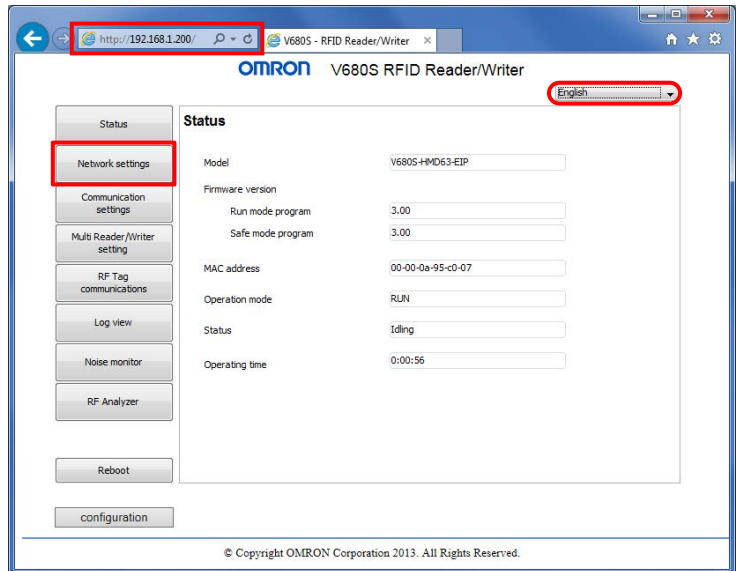 http://192.168.1.200/
V680S - RFID Reader/Writer
OMRON V680S RFID Reader/Writer
English
Status
Network settings
Communication
settings
Multi Reader/Writer
setting
RF Tag
communications
Log view
Noise monitor
RF Analyzer
Reboot
configuration
Status
Model V680S-HMD63-EIP
Firmware version
Run mode program 3.00
Safe mode program 3.00
MAC address 00-00-0a-95-c0-07
Operation mode RUN
Status Idling
Operating time 0:00:56
© Copyright OMRON Corporation 2013. All Rights Reserved.